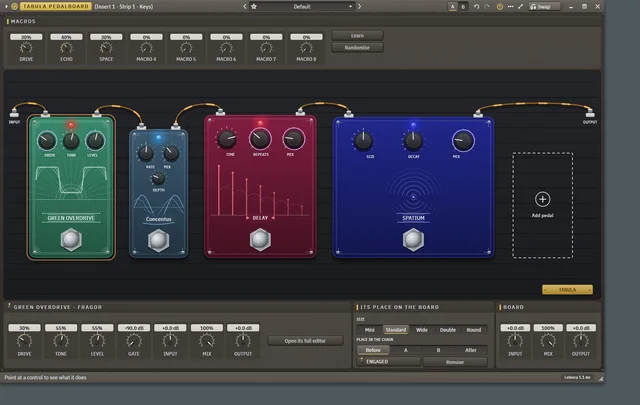 TABULA PEDALBOARD (Insert 1 - Strip 1 - Keys) Default A B Swap
MACROS
30% 40% 30% 0% 0% 0% 0% 0%
DRIVE ECHO SPACE MACRO 4 MACRO 5 MACRO 6 MACRO 7 MACRO 8
Learn
Randomise
INPUT
OUTPUT
DRIVE TONE LEVEL
GREEN OVERDRIVE
RATE MIX
DEPTH
Concentus
TIME REPEATS MIX
DELAY
SIZE DECAY MIX
SPATIUM
Add pedal
TABULA
GREEN OVERDRIVE - FRAGOR
30% 55% 55% -90.0 dB +0.0 dB 100% +0.0 dB
DRIVE TONE LEVEL GATE INPUT MIX OUTPUT
Open its full editor
ITS PLACE ON THE BOARD
SIZE
Mini Standard Wide Double Round
PLACE IN THE CHAIN
Before A B After
ENGAGED Remove
BOARD
+0.0 dB 100% +0.0 dB
INPUT MIX OUTPUT
Point at a control to see what it does
Latency 5.1 ms